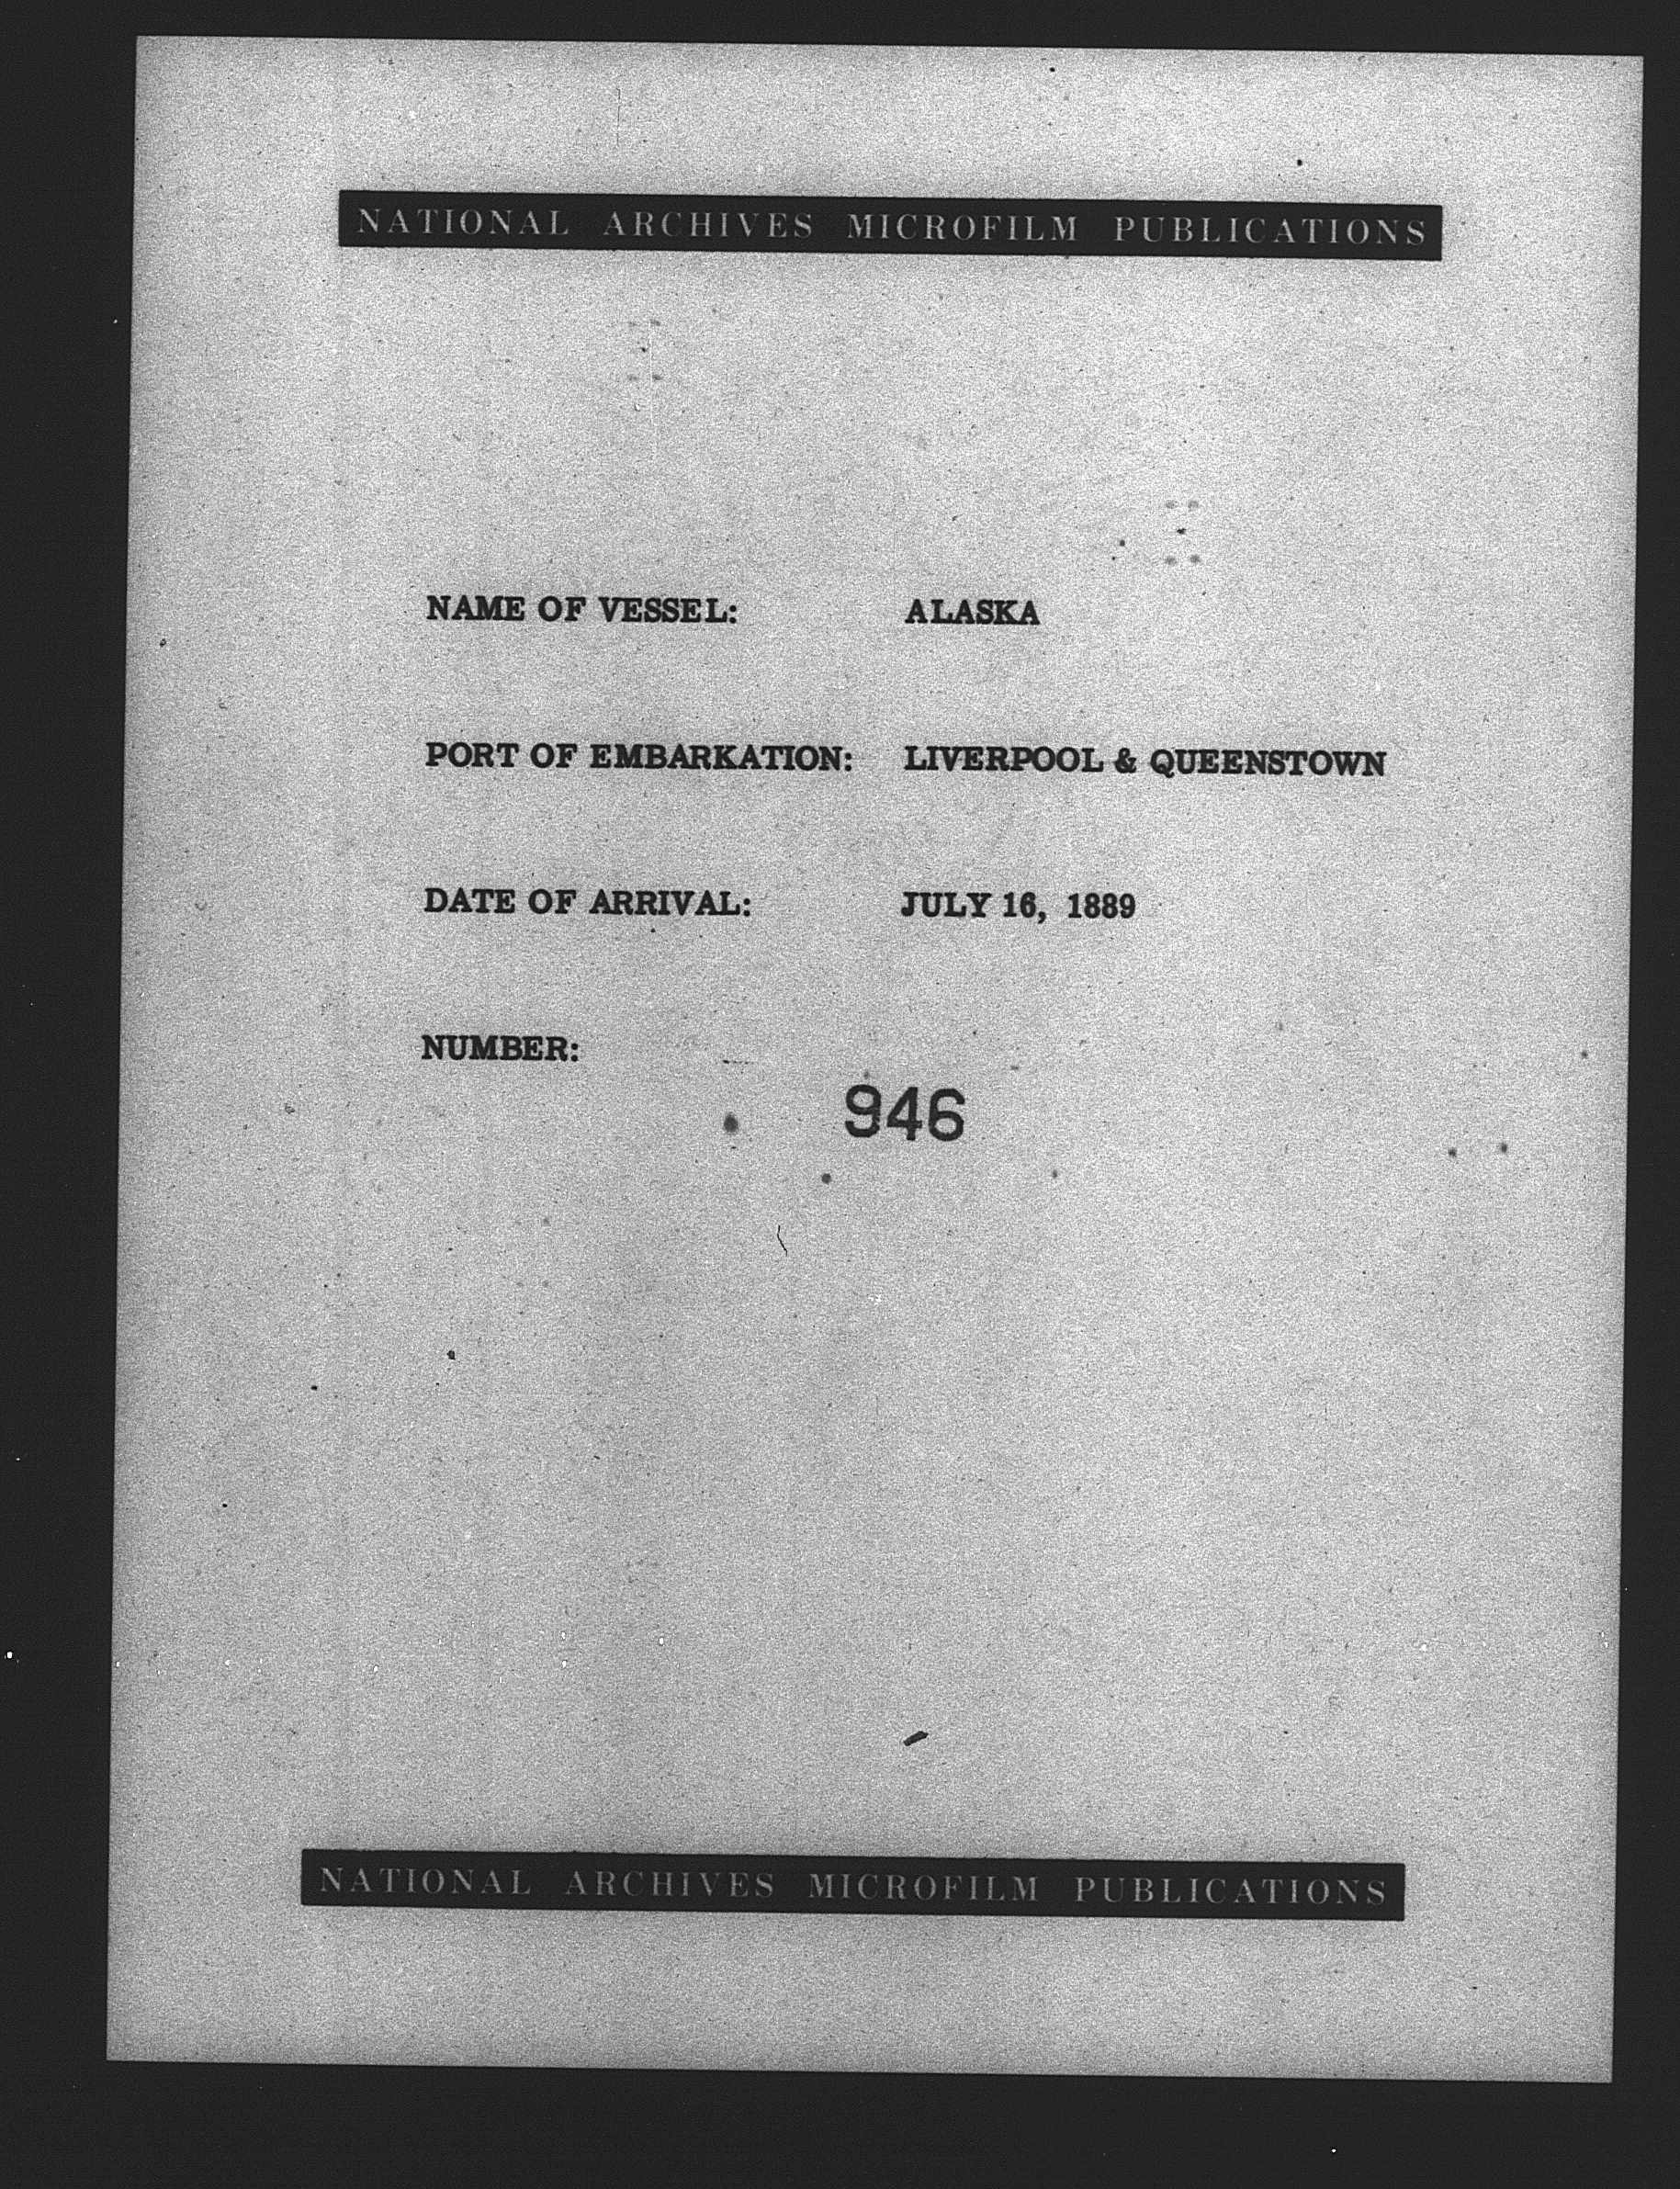 NATIONAL ARCHIVES MICROFILM PUBLICATIONS
NAME OF VESSEL: ALASKA
PORT OF EMBARKATION: LIVERPOOL & QUEENSTOWN
DATE OF ARRIVAL: JULY 16, 1889
NUMBER:
946
NATIONAL ARCHIVES MICROFILM PUBLICATIONS